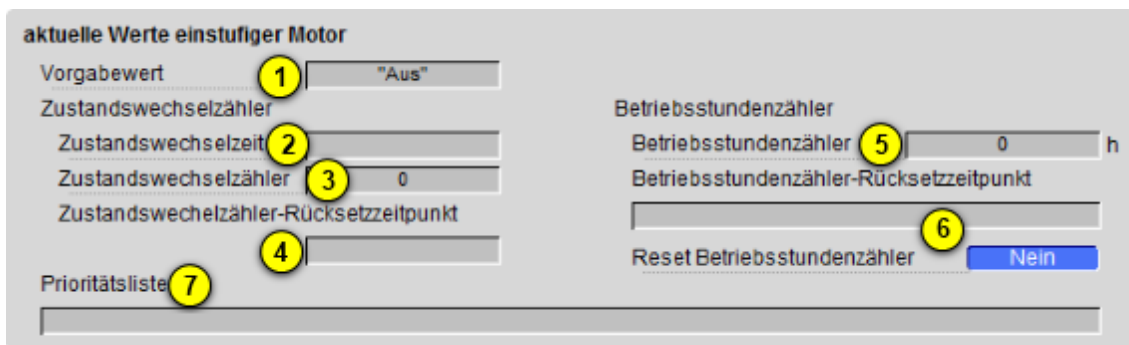 aktuelle Werte einstufiger Motor
Vorgabewert 1 "Aus"
Zustandswechselzähler
Zustandswechselzeit 2
Zustandswechselzähler 3 0
Zustandswechelzähler-Rücksetzzeitpunkt
4
Betriebsstundenzähler
Betriebsstundenzähler 5 0 h
Betriebsstundenzähler-Rücksetzzeitpunkt
6
Reset Betriebsstundenzähler Nein
Prioritätsliste 7